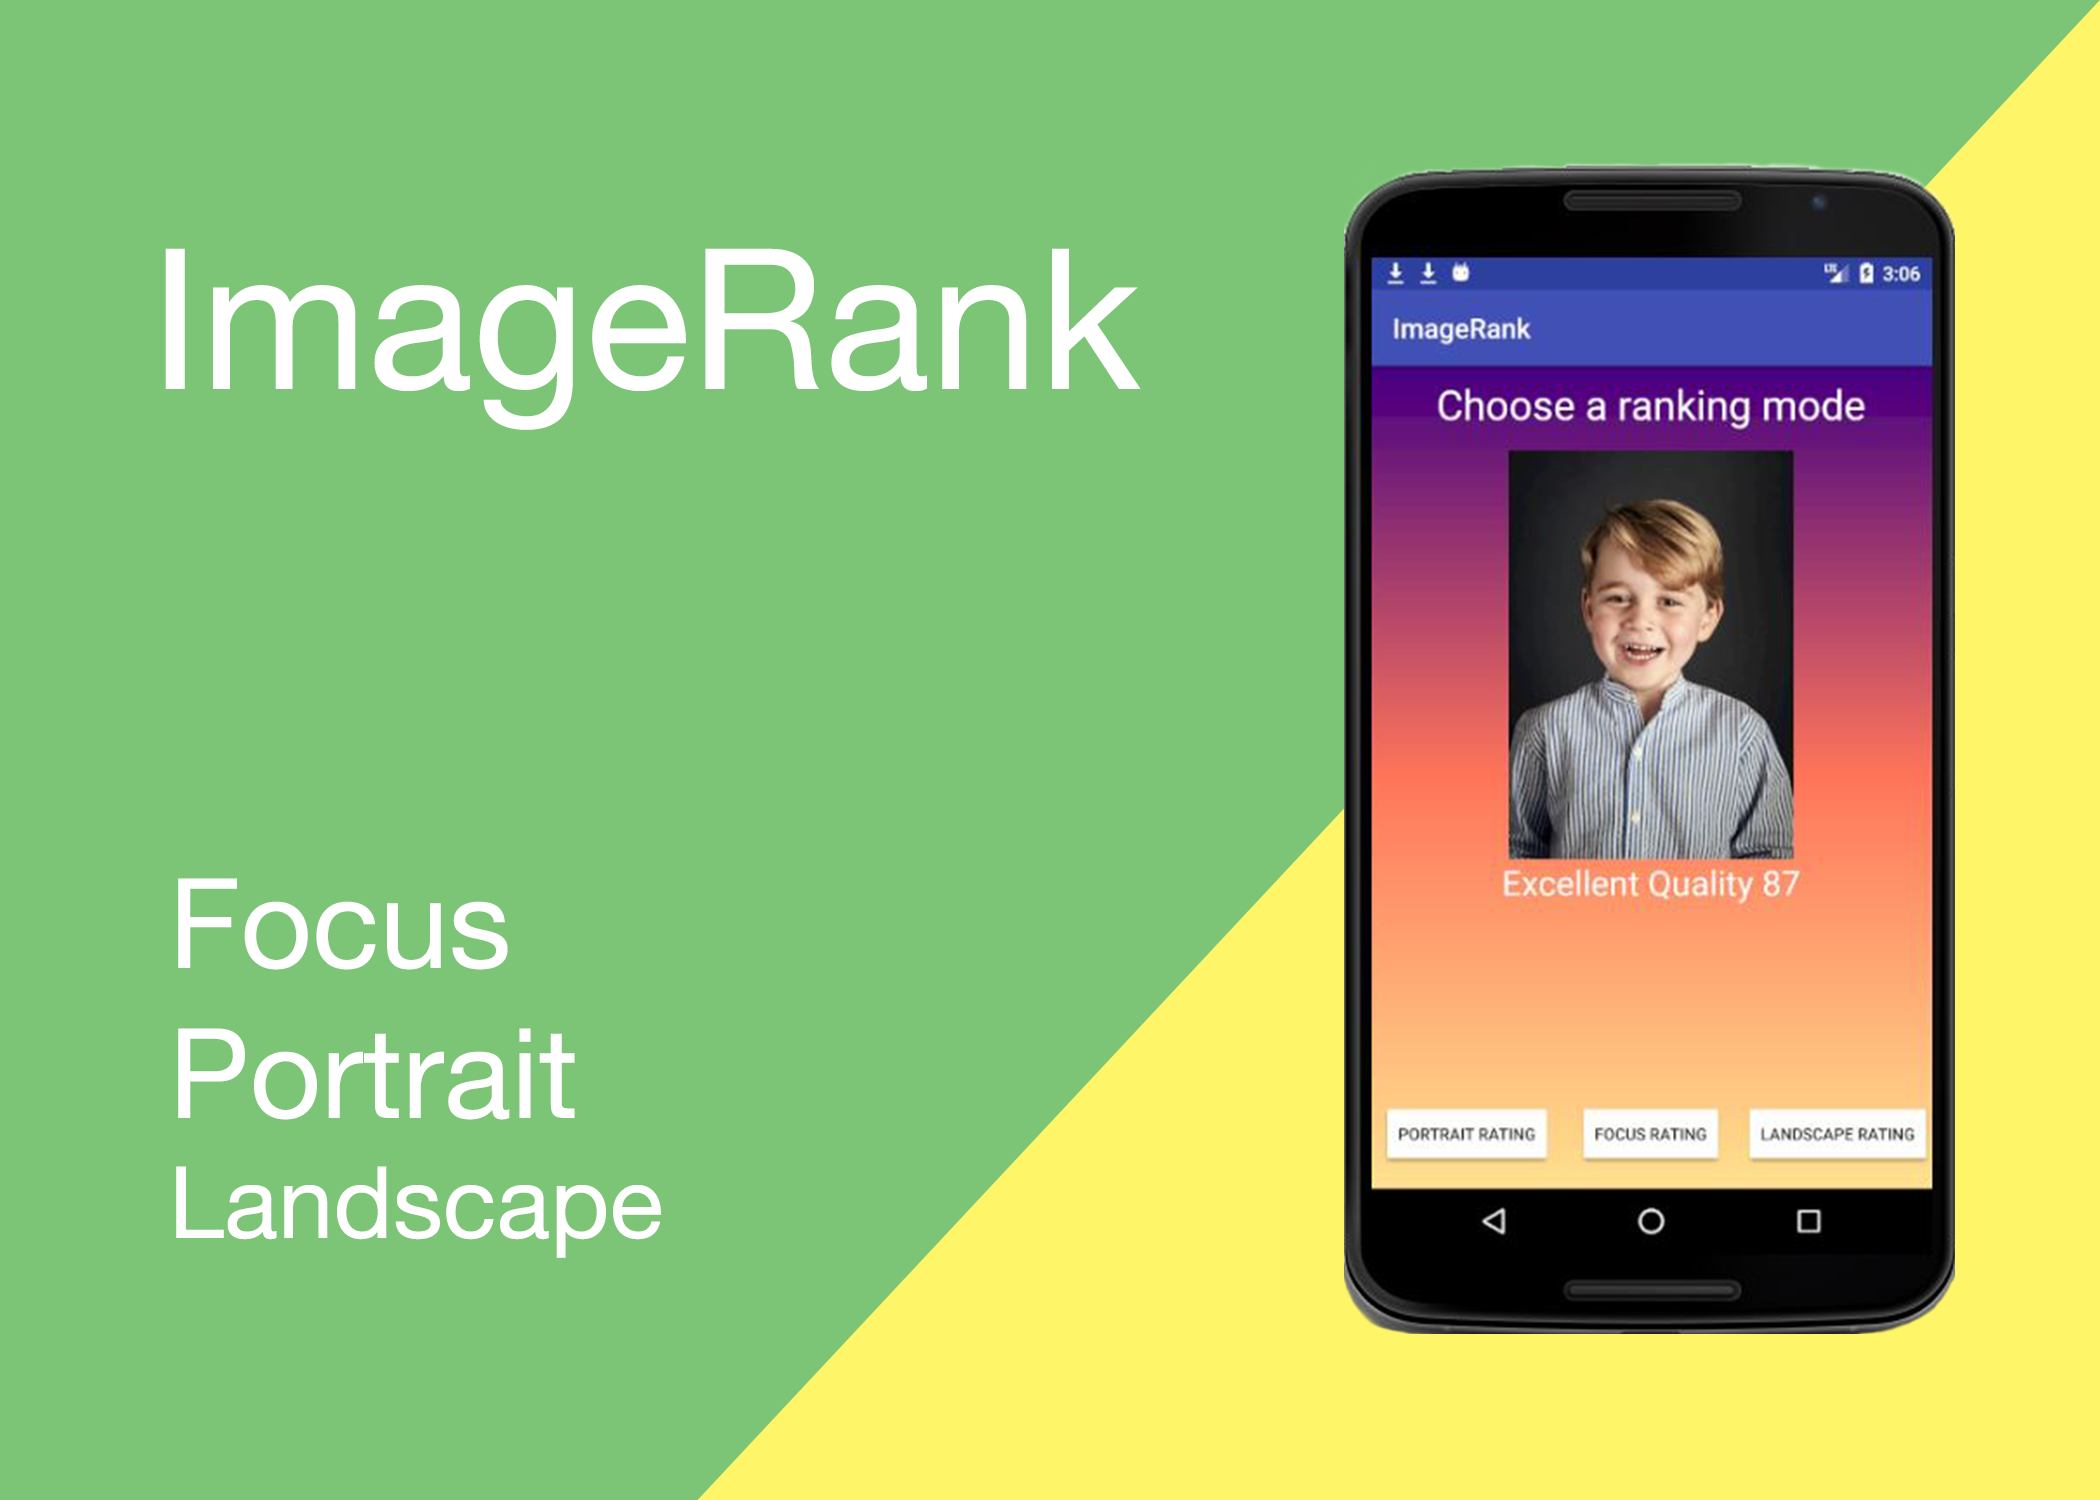 ImageRank
Focus
Portrait
Landscape
LTE 3:06
ImageRank
Choose a ranking mode
Excellent Quality 87
PORTRAIT RATING FOCUS RATING LANDSCAPE RATING